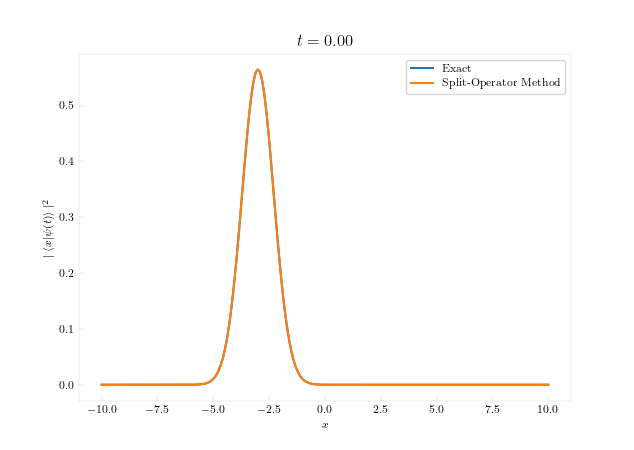 t = 0.00
Exact
Split-Operator Method
| ⟨x|ψ(t)⟩ |²
0.5
0.4
0.3
0.2
0.1
0.0
−10.0 −7.5 −5.0 −2.5 0.0 2.5 5.0 7.5 10.0
x